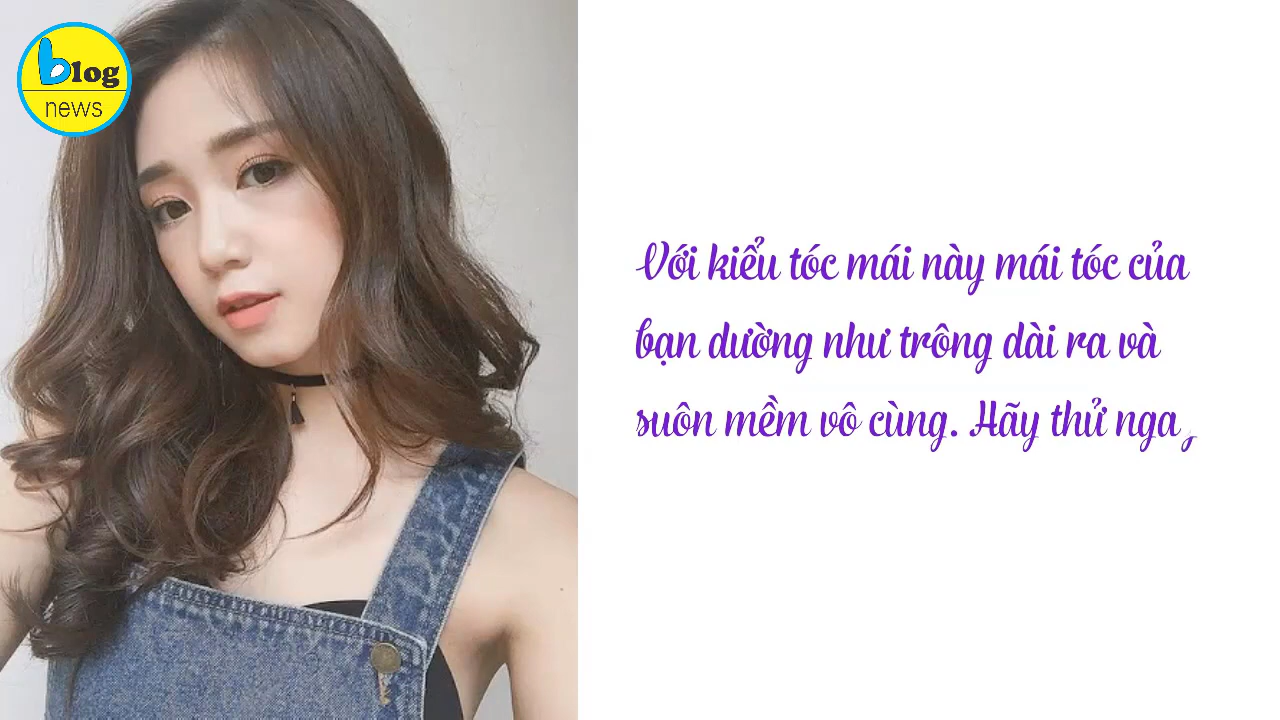 blog
news
Với kiểu tóc mái này mái tóc của
bạn dường như trông dài ra và
suôn mềm vô cùng. Hãy thử nga